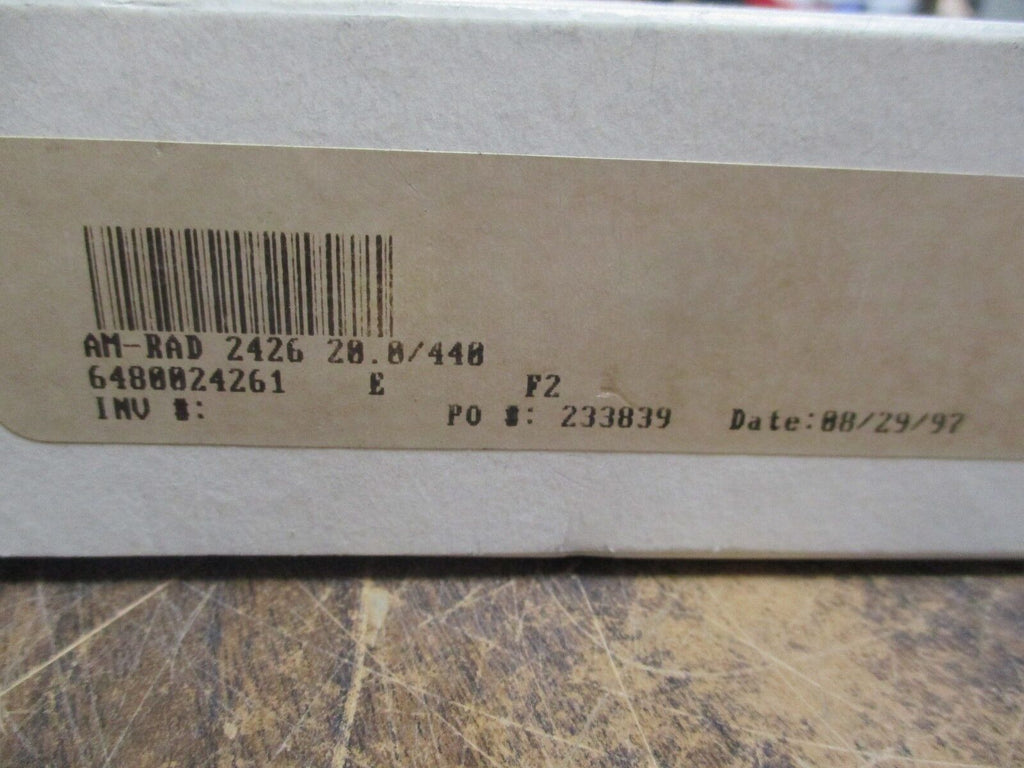 AM-RAD 2426 20.0/440
6480024261 E F2
INV #: PO #: 233839 Date:08/29/97